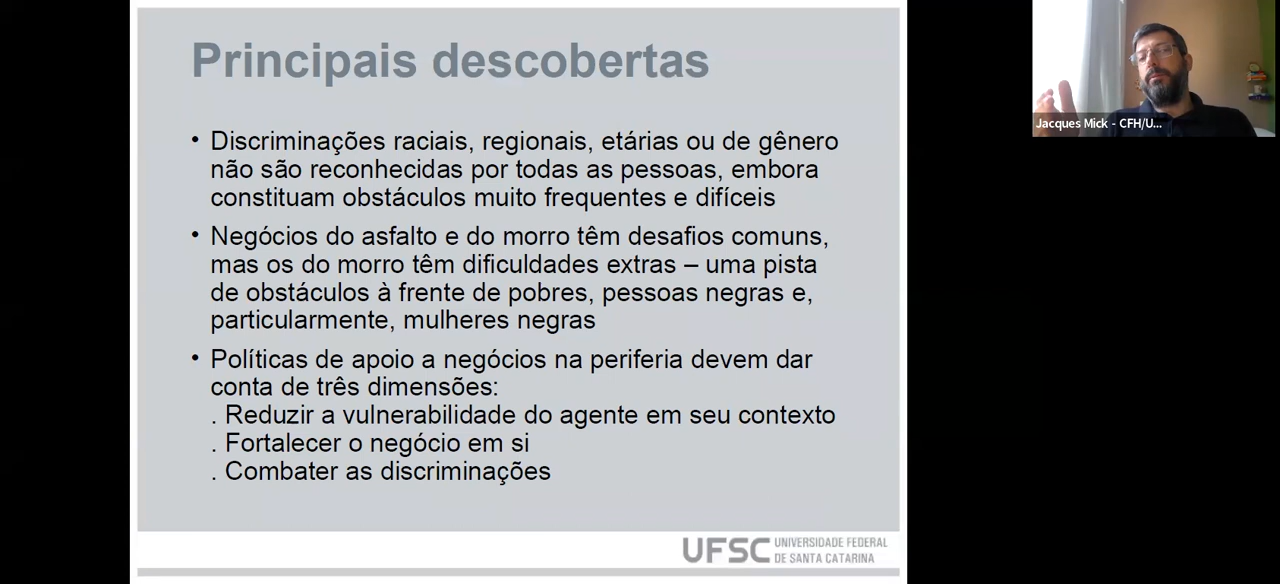 Principais descobertas
• Discriminações raciais, regionais, etárias ou de gênero
não são reconhecidas por todas as pessoas, embora
constituam obstáculos muito frequentes e difíceis
• Negócios do asfalto e do morro têm desafios comuns,
mas os do morro têm dificuldades extras – uma pista
de obstáculos à frente de pobres, pessoas negras e,
particularmente, mulheres negras
• Políticas de apoio a negócios na periferia devem dar
conta de três dimensões:
. Reduzir a vulnerabilidade do agente em seu contexto
. Fortalecer o negócio em si
. Combater as discriminações
UFSC UNIVERSIDADE FEDERAL
DE SANTA CATARINA
Jacques Mick - CFH/U...